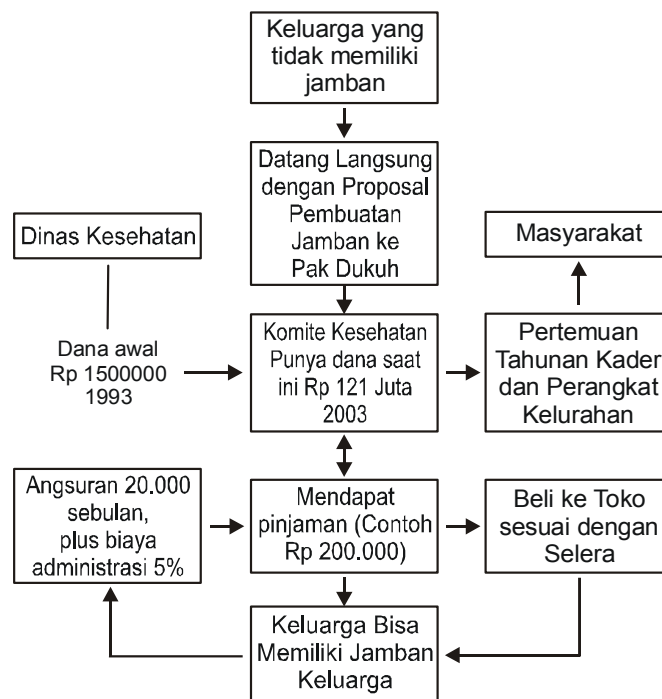 Keluarga yang
tidak memiliki
jamban
Datang Langsung
dengan Proposal
Pembuatan
Jamban ke
Pak Dukuh
Dinas Kesehatan
Masyarakat
Dana awal
Rp 1500000
1993
Komite Kesehatan
Punya dana saat
ini Rp 121 Juta
2003
Pertemuan
Tahunan Kader
dan Perangkat
Kelurahan
Angsuran 20.000
sebulan,
plus biaya
administrasi 5%
Mendapat
pinjaman (Contoh
Rp 200.000)
Beli ke Toko
sesuai dengan
Selera
Keluarga Bisa
Memiliki Jamban
Keluarga